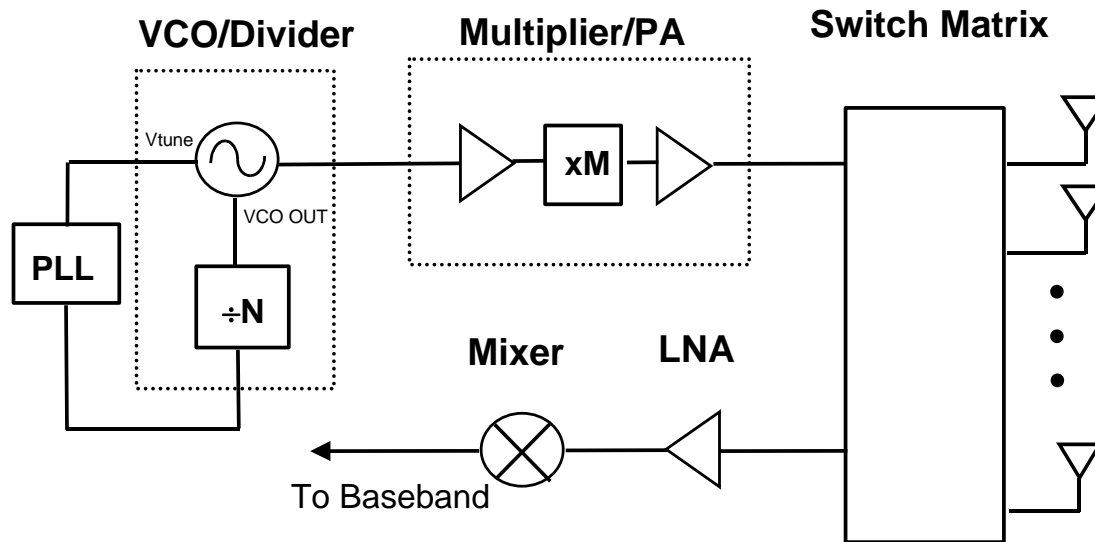 VCO/Divider
Multiplier/PA
Switch Matrix
Vtune
VCO OUT
xM
PLL
÷N
Mixer
LNA
To Baseband